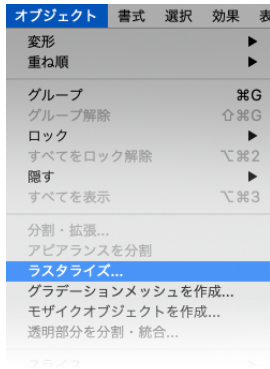 オブジェクト 書式 選択 効果 表
変形 ▶
重ね順 ▶
グループ ⌘G
グループ解除 ⇧⌘G
ロック ▶
すべてをロック解除 ⌥⌘2
隠す ▶
すべてを表示 ⌥⌘3
分割・拡張...
アピアランスを分割
ラスタライズ...
グラデーションメッシュを作成...
モザイクオブジェクトを作成...
透明部分を分割・統合...
スライス